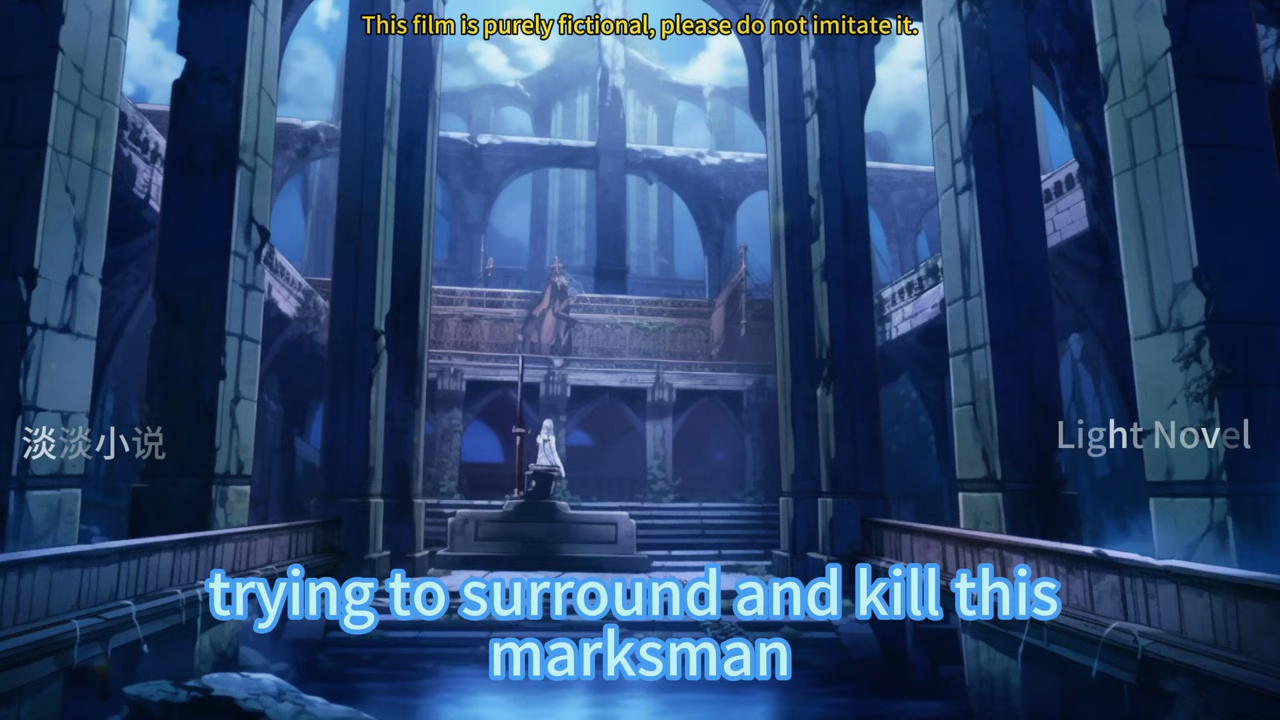 This film is purely fictional, please do not imitate it.
淡淡小说
Light Novel
trying to surround and kill this
marksman